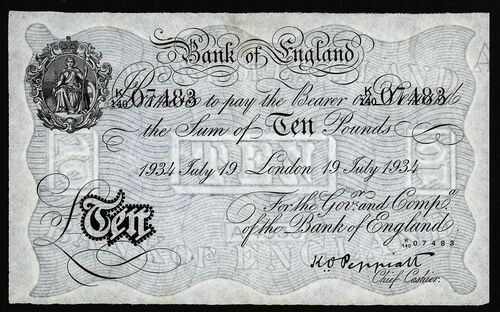 Bank of England
K/140 07483 K/140 07483
Promise to pay the Bearer on Demand
the Sum of Ten Pounds
1934 July 19 London 19 July 1934
For the Govr. and Compa.
of the Bank of England
£Ten
K/140 07483
K.O. Peppiatt
Chief Cashier.
TEN